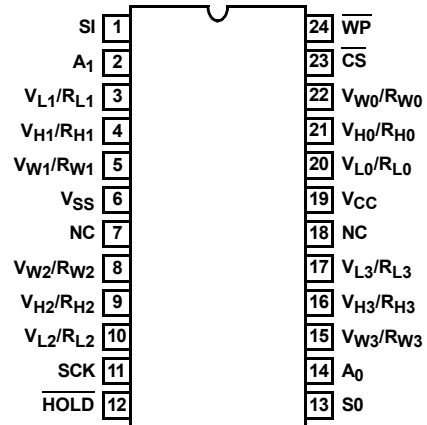 SI 1 24 W̅P̅
A1 2 23 C̅S̅
VL1/RL1 3 22 VW0/RW0
VH1/RH1 4 21 VH0/RH0
VW1/RW1 5 20 VL0/RL0
VSS 6 19 VCC
NC 7 18 NC
VW2/RW2 8 17 VL3/RL3
VH2/RH2 9 16 VH3/RH3
VL2/RL2 10 15 VW3/RW3
SCK 11 14 A0
H̅O̅L̅D̅ 12 13 S0